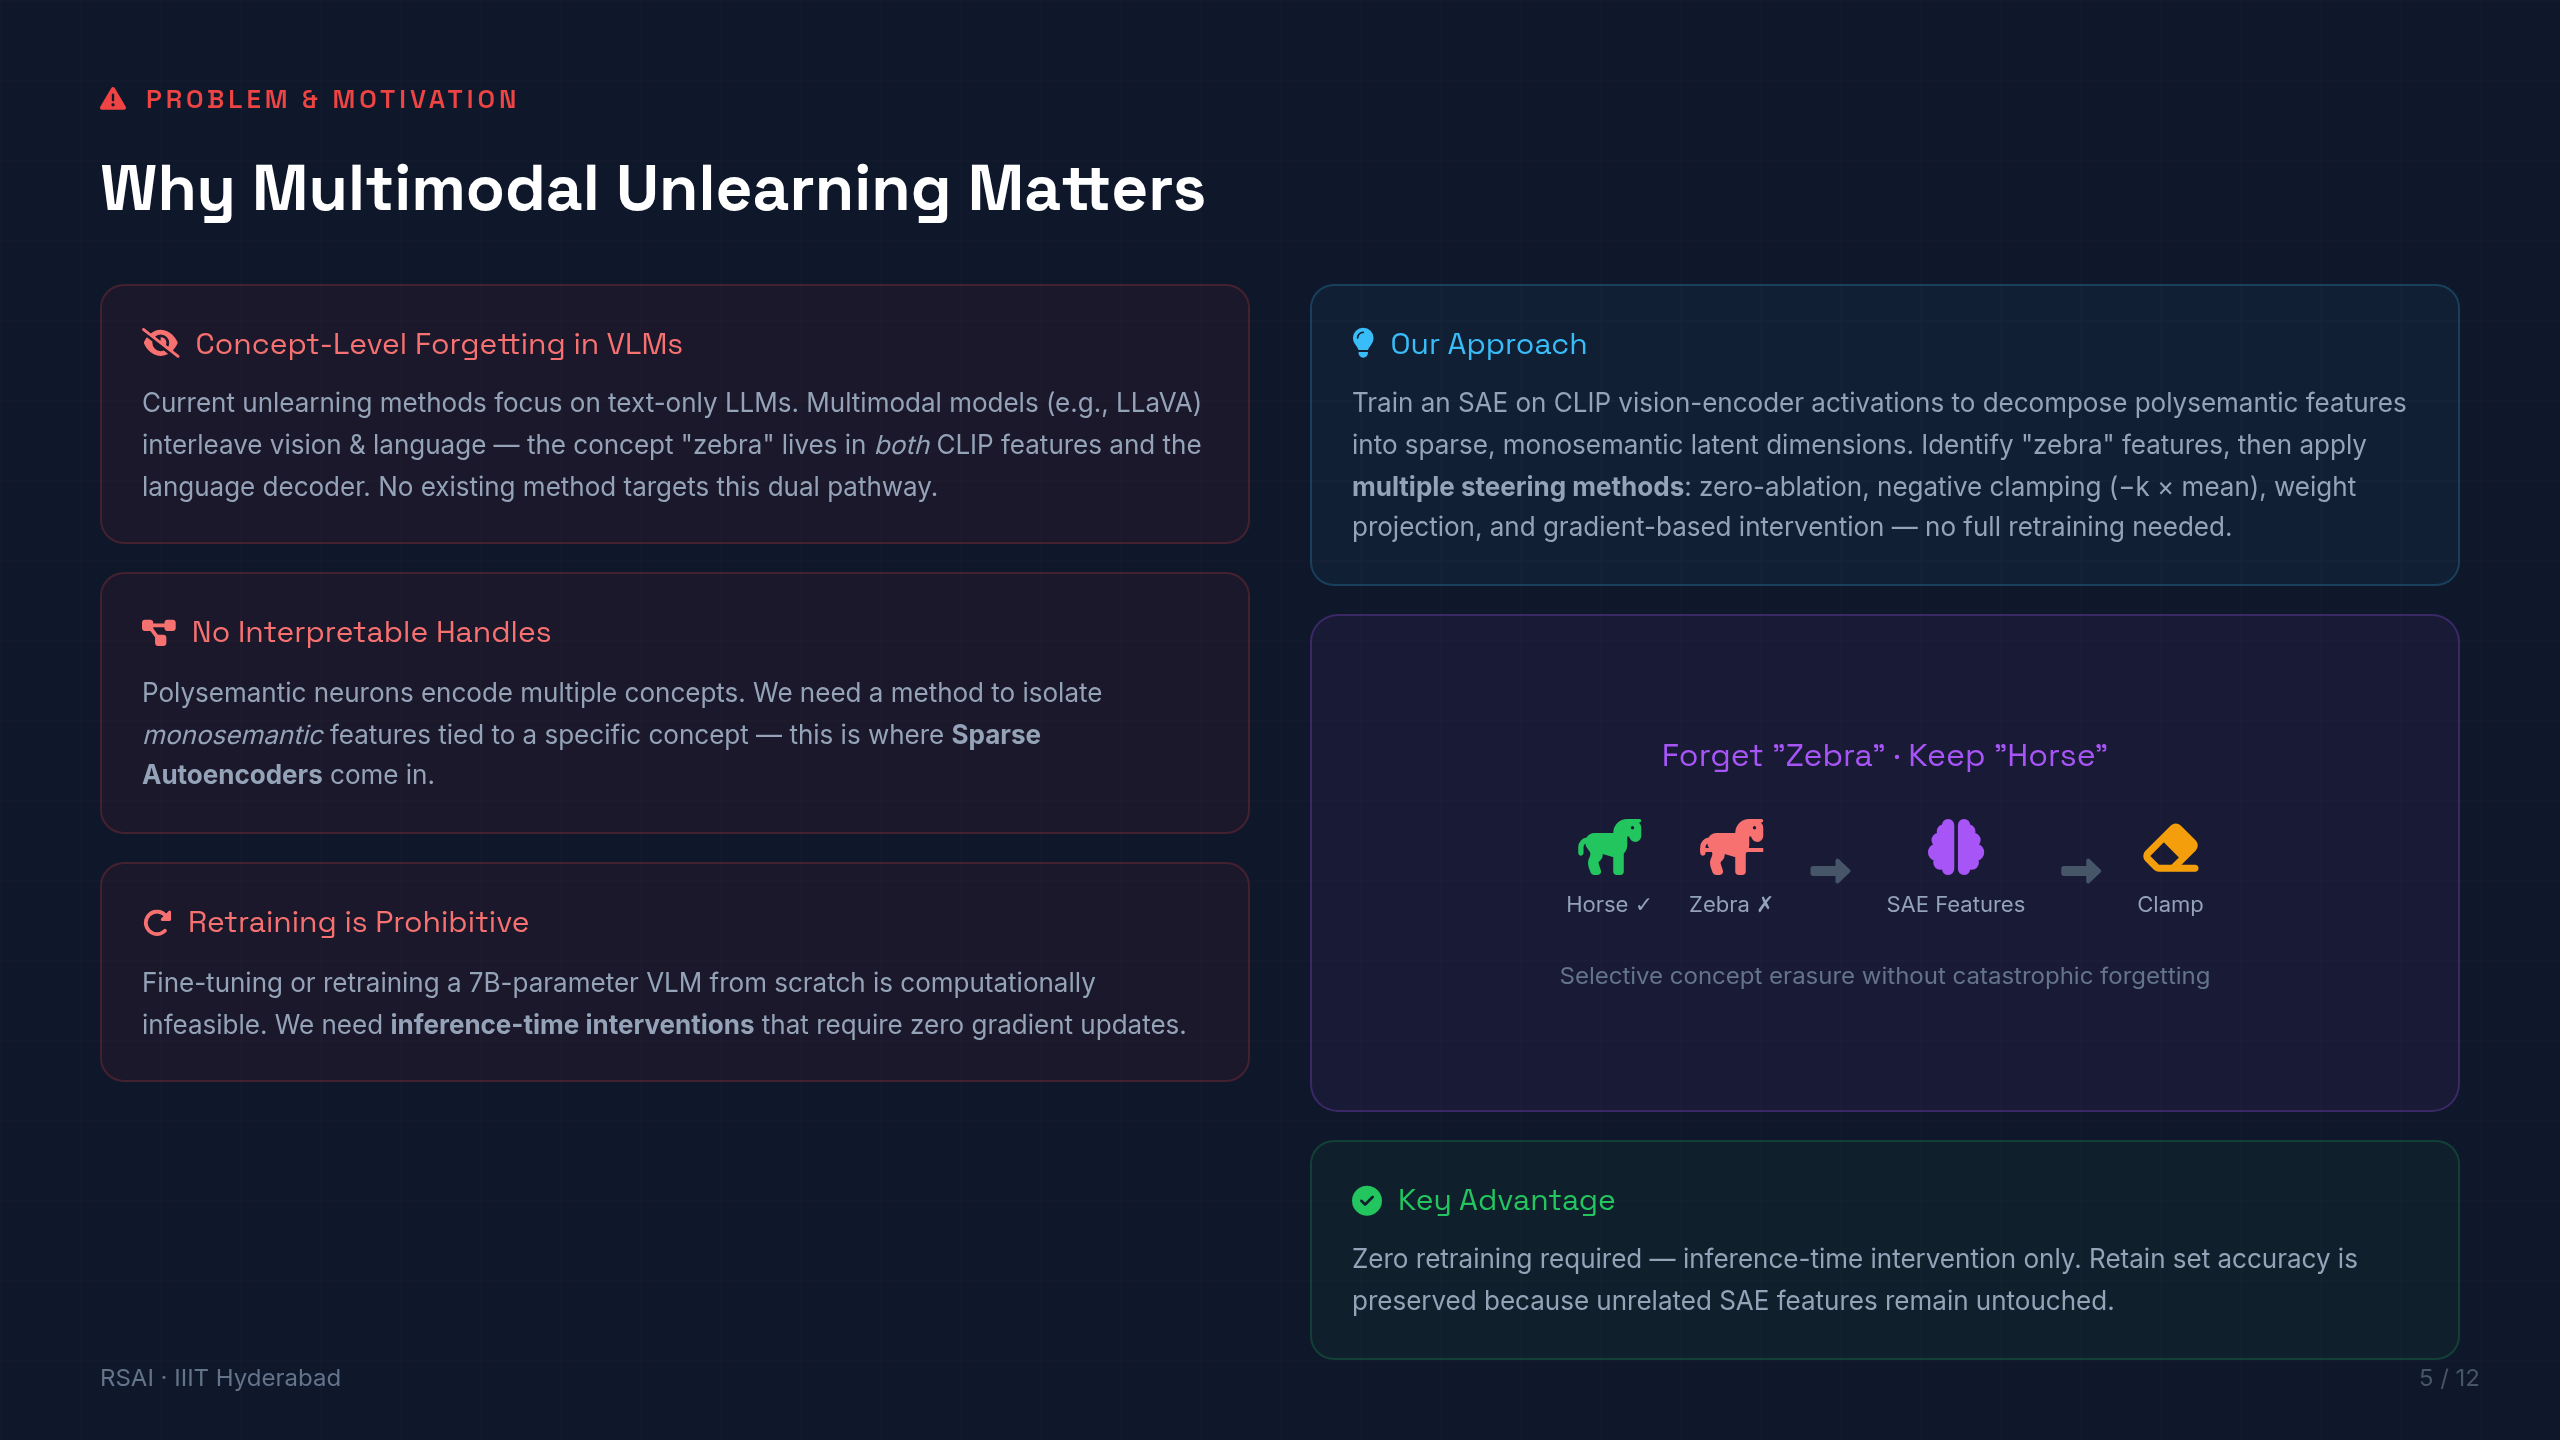 PROBLEM & MOTIVATION
Why Multimodal Unlearning Matters
Concept-Level Forgetting in VLMs
Current unlearning methods focus on text-only LLMs. Multimodal models (e.g., LLaVA)
interleave vision & language — the concept "zebra" lives in both CLIP features and the
language decoder. No existing method targets this dual pathway.
No Interpretable Handles
Polysemantic neurons encode multiple concepts. We need a method to isolate
monosemantic features tied to a specific concept — this is where Sparse
Autoencoders come in.
Retraining is Prohibitive
Fine-tuning or retraining a 7B-parameter VLM from scratch is computationally
infeasible. We need inference-time interventions that require zero gradient updates.
Our Approach
Train an SAE on CLIP vision-encoder activations to decompose polysemantic features
into sparse, monosemantic latent dimensions. Identify "zebra" features, then apply
multiple steering methods: zero-ablation, negative clamping (−k × mean), weight
projection, and gradient-based intervention — no full retraining needed.
Forget ”Zebra” · Keep ”Horse”
Horse ✓
Zebra ✗
SAE Features
Clamp
Selective concept erasure without catastrophic forgetting
Key Advantage
Zero retraining required — inference-time intervention only. Retain set accuracy is
preserved because unrelated SAE features remain untouched.
RSAI · IIIT Hyderabad
5 / 12